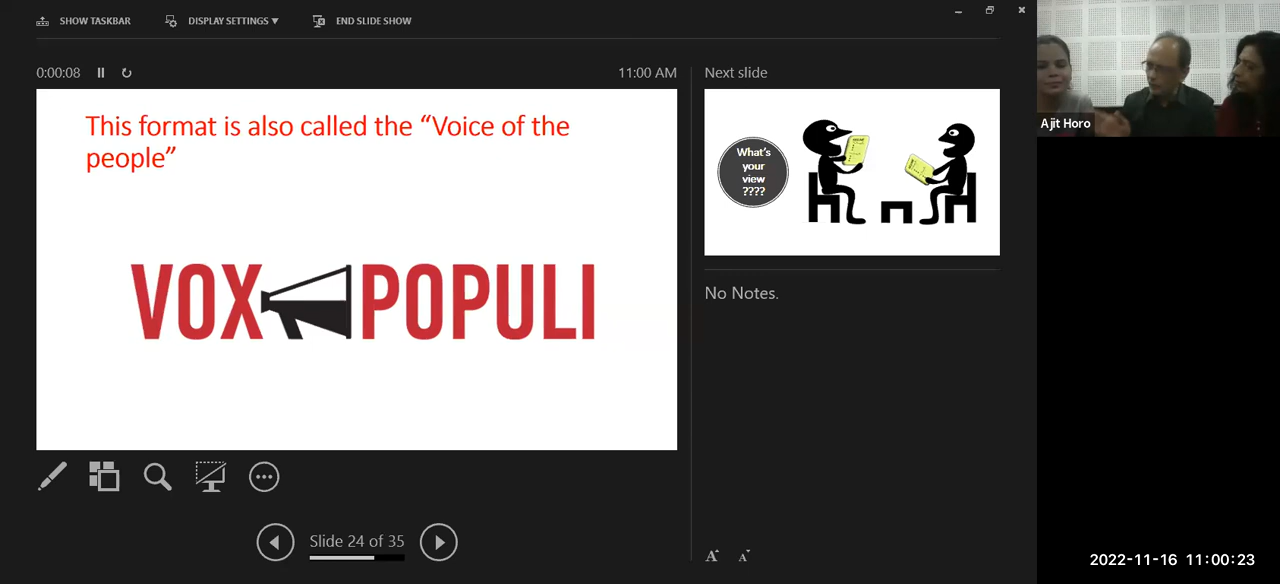 SHOW TASKBAR DISPLAY SETTINGS ▼ END SLIDE SHOW
0:00:08 11:00 AM Next slide
This format is also called the “Voice of the
people”
VOX POPULI
What's
your
view
????
Ajit Horo
No Notes.
Slide 24 of 35
A A
2022-11-16 11:00:23